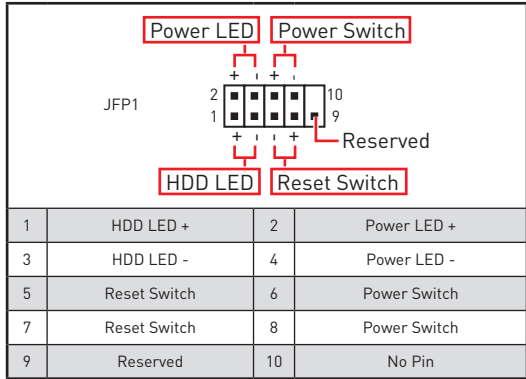 Power LED Power Switch
+ - + -
JFP1
2 10
1 9
+ - - +
Reserved
HDD LED Reset Switch
1 HDD LED + 2 Power LED +
3 HDD LED - 4 Power LED -
5 Reset Switch 6 Power Switch
7 Reset Switch 8 Power Switch
9 Reserved 10 No Pin